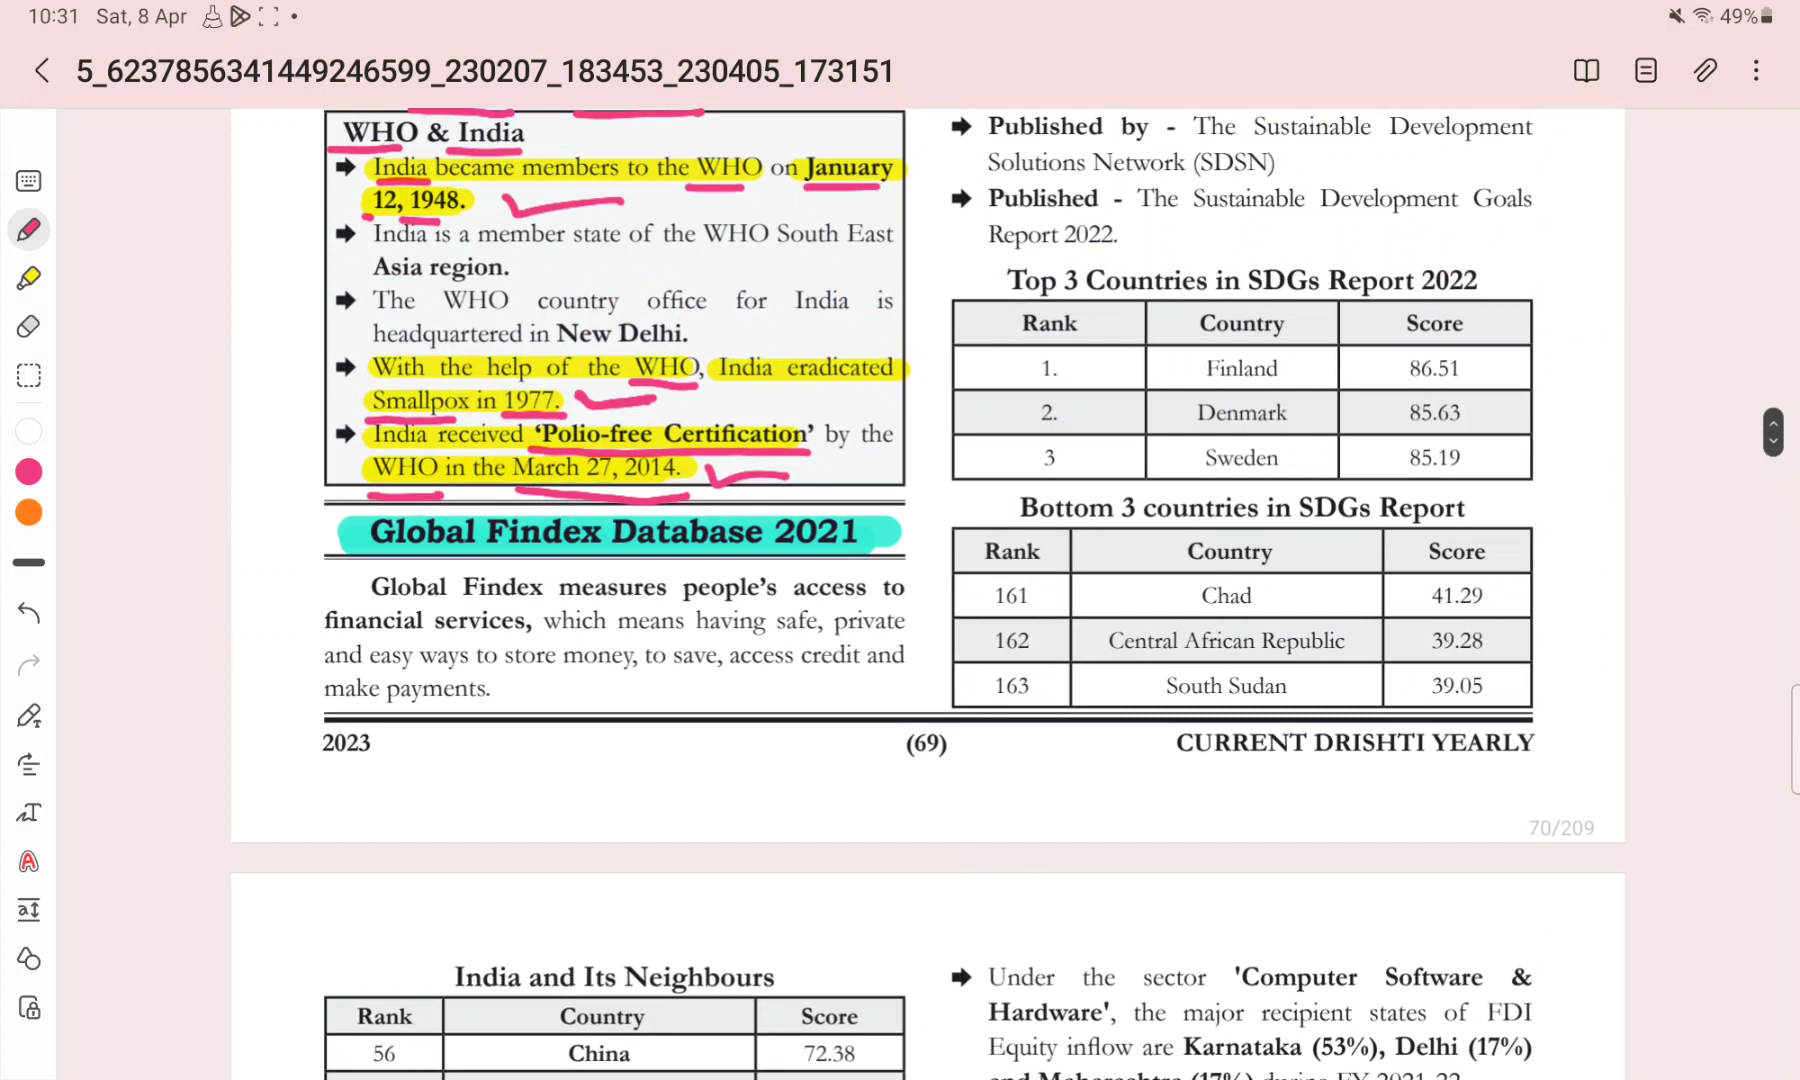 10:31 Sat, 8 Apr
49%
5_6237856341449246599_230207_183453_230405_173151
WHO & India
India became members to the WHO on January
12, 1948.
India is a member state of the WHO South East
Asia region.
The WHO country office for India is
headquartered in New Delhi.
With the help of the WHO, India eradicated
Smallpox in 1977.
India received ‘Polio-free Certification’ by the
WHO in the March 27, 2014.
Global Findex Database 2021
Global Findex measures people’s access to
financial services, which means having safe, private
and easy ways to store money, to save, access credit and
make payments.
Published by - The Sustainable Development
Solutions Network (SDSN)
Published - The Sustainable Development Goals
Report 2022.
Top 3 Countries in SDGs Report 2022
Rank Country Score
1. Finland 86.51
2. Denmark 85.63
3 Sweden 85.19
Bottom 3 countries in SDGs Report
Rank Country Score
161 Chad 41.29
162 Central African Republic 39.28
163 South Sudan 39.05
2023 (69) CURRENT DRISHTI YEARLY
70/209
India and Its Neighbours
Rank Country Score
56 China 72.38
Under the sector 'Computer Software &
Hardware', the major recipient states of FDI
Equity inflow are Karnataka (53%), Delhi (17%)
and Maharashtra (17%) during FY 2021-22